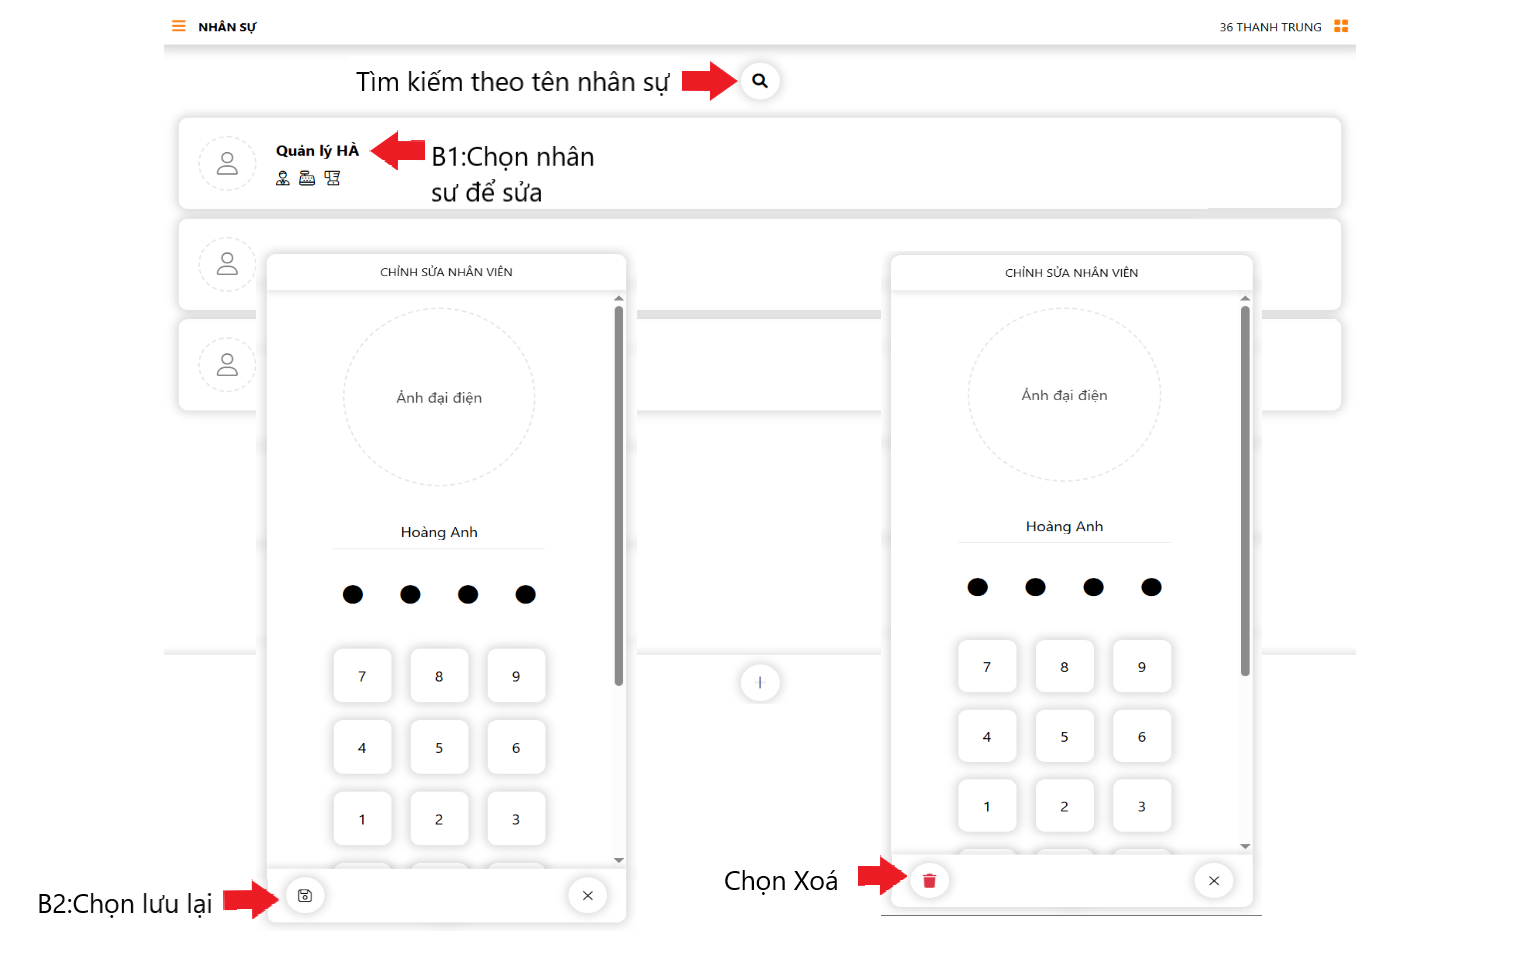 NHÂN SỰ
36 THANH TRUNG
Tìm kiếm theo tên nhân sự
Quản lý HÀ
B1:Chọn nhân
sư để sửa
CHỈNH SỬA NHÂN VIÊN
Ảnh đại điện
Hoàng Anh
7 8 9
4 5 6
1 2 3
B2:Chọn lưu lại
CHỈNH SỬA NHÂN VIÊN
Ảnh đại điện
Hoàng Anh
7 8 9
4 5 6
1 2 3
Chọn Xoá